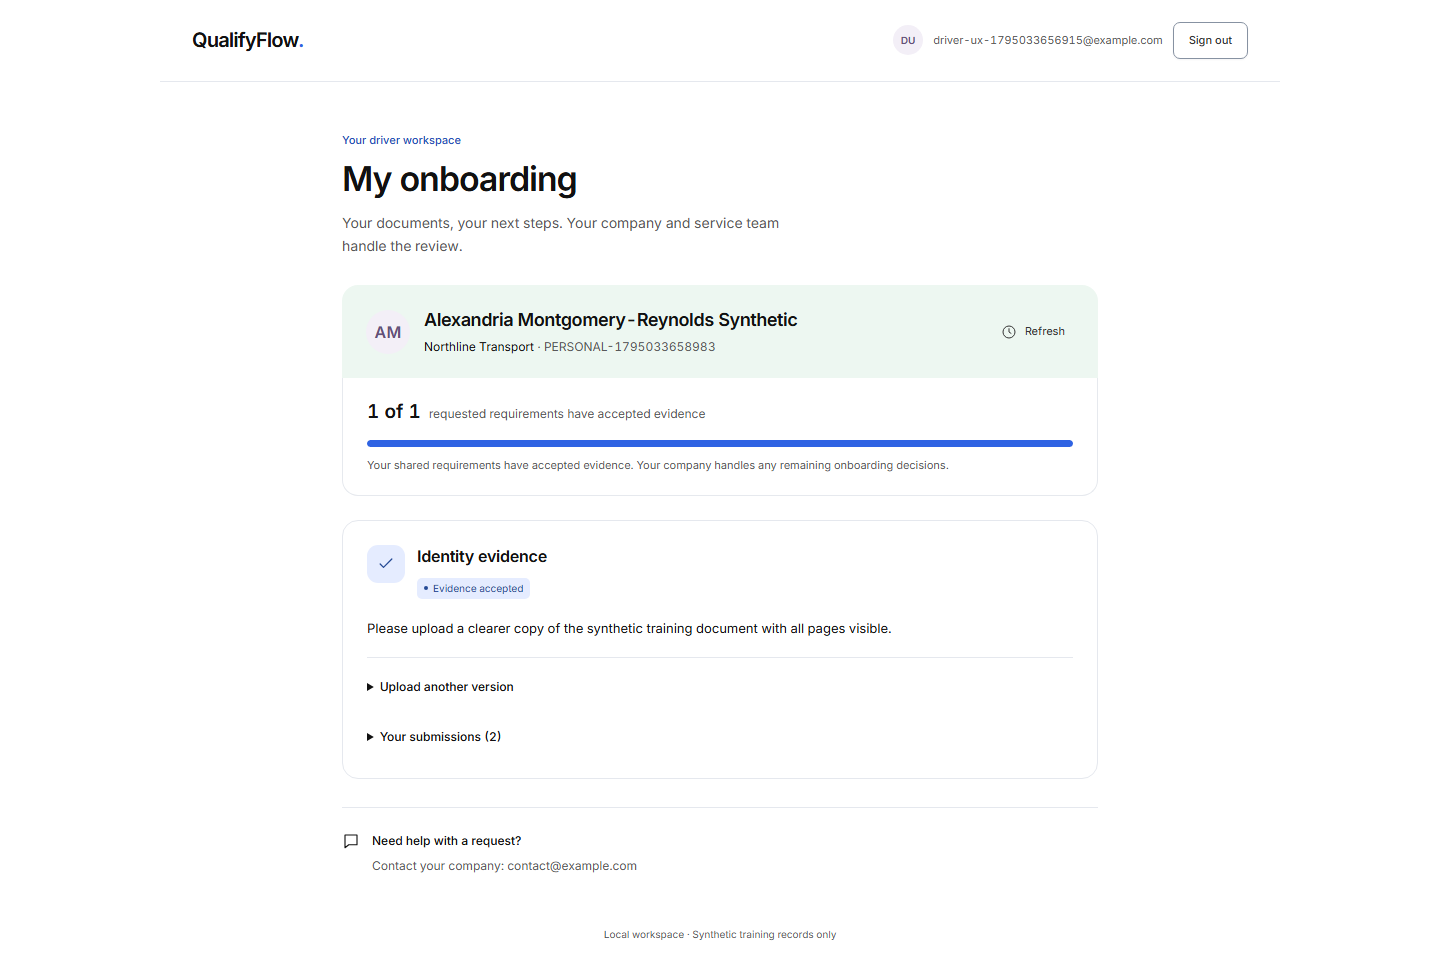 QualifyFlow.
DU driver-ux-1795033656915@example.com Sign out
Your driver workspace
My onboarding
Your documents, your next steps. Your company and service team
handle the review.
AM
Alexandria Montgomery-Reynolds Synthetic
Northline Transport · PERSONAL-1795033658983
Refresh
1 of 1 requested requirements have accepted evidence
Your shared requirements have accepted evidence. Your company handles any remaining onboarding decisions.
Identity evidence
Evidence accepted
Please upload a clearer copy of the synthetic training document with all pages visible.
Upload another version
Your submissions (2)
Need help with a request?
Contact your company: contact@example.com
Local workspace · Synthetic training records only